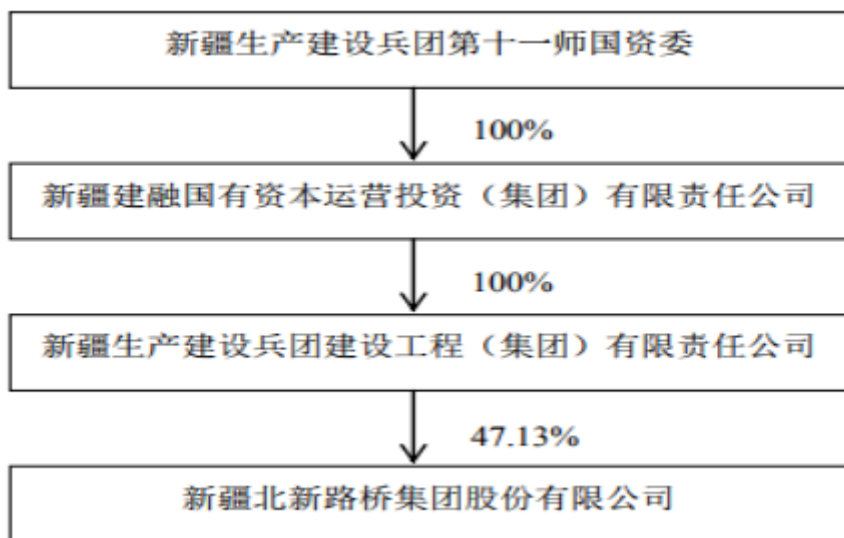 新疆生产建设兵团第十一师国资委
100%
新疆建融国有资本运营投资（集团）有限责任公司
100%
新疆生产建设兵团建设工程（集团）有限责任公司
47.13%
新疆北新路桥集团股份有限公司